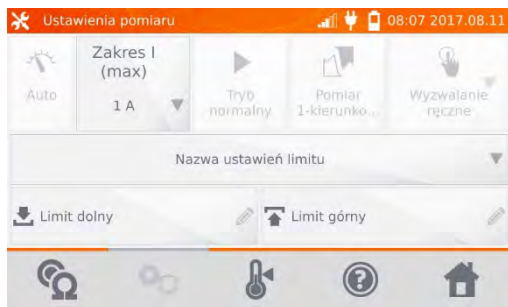 Ustawienia pomiaru
08:07 2017.08.11
Auto
Zakres I
(max)
1 A
Tryb
normalny
Pomiar
1-kierunko...
Wyzwalanie
ręczne
Nazwa ustawień limitu
Limit dolny
Limit górny